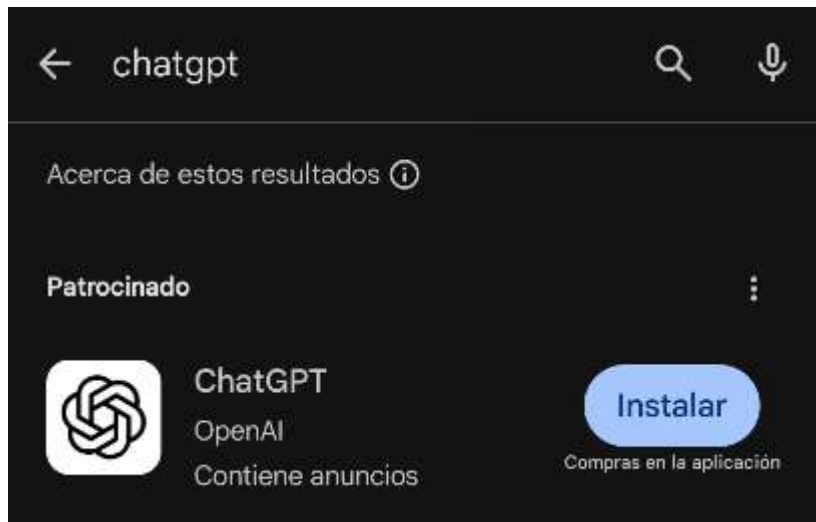 chatgpt
Acerca de estos resultados
Patrocinado
ChatGPT
OpenAI
Contiene anuncios
Instalar
Compras en la aplicación